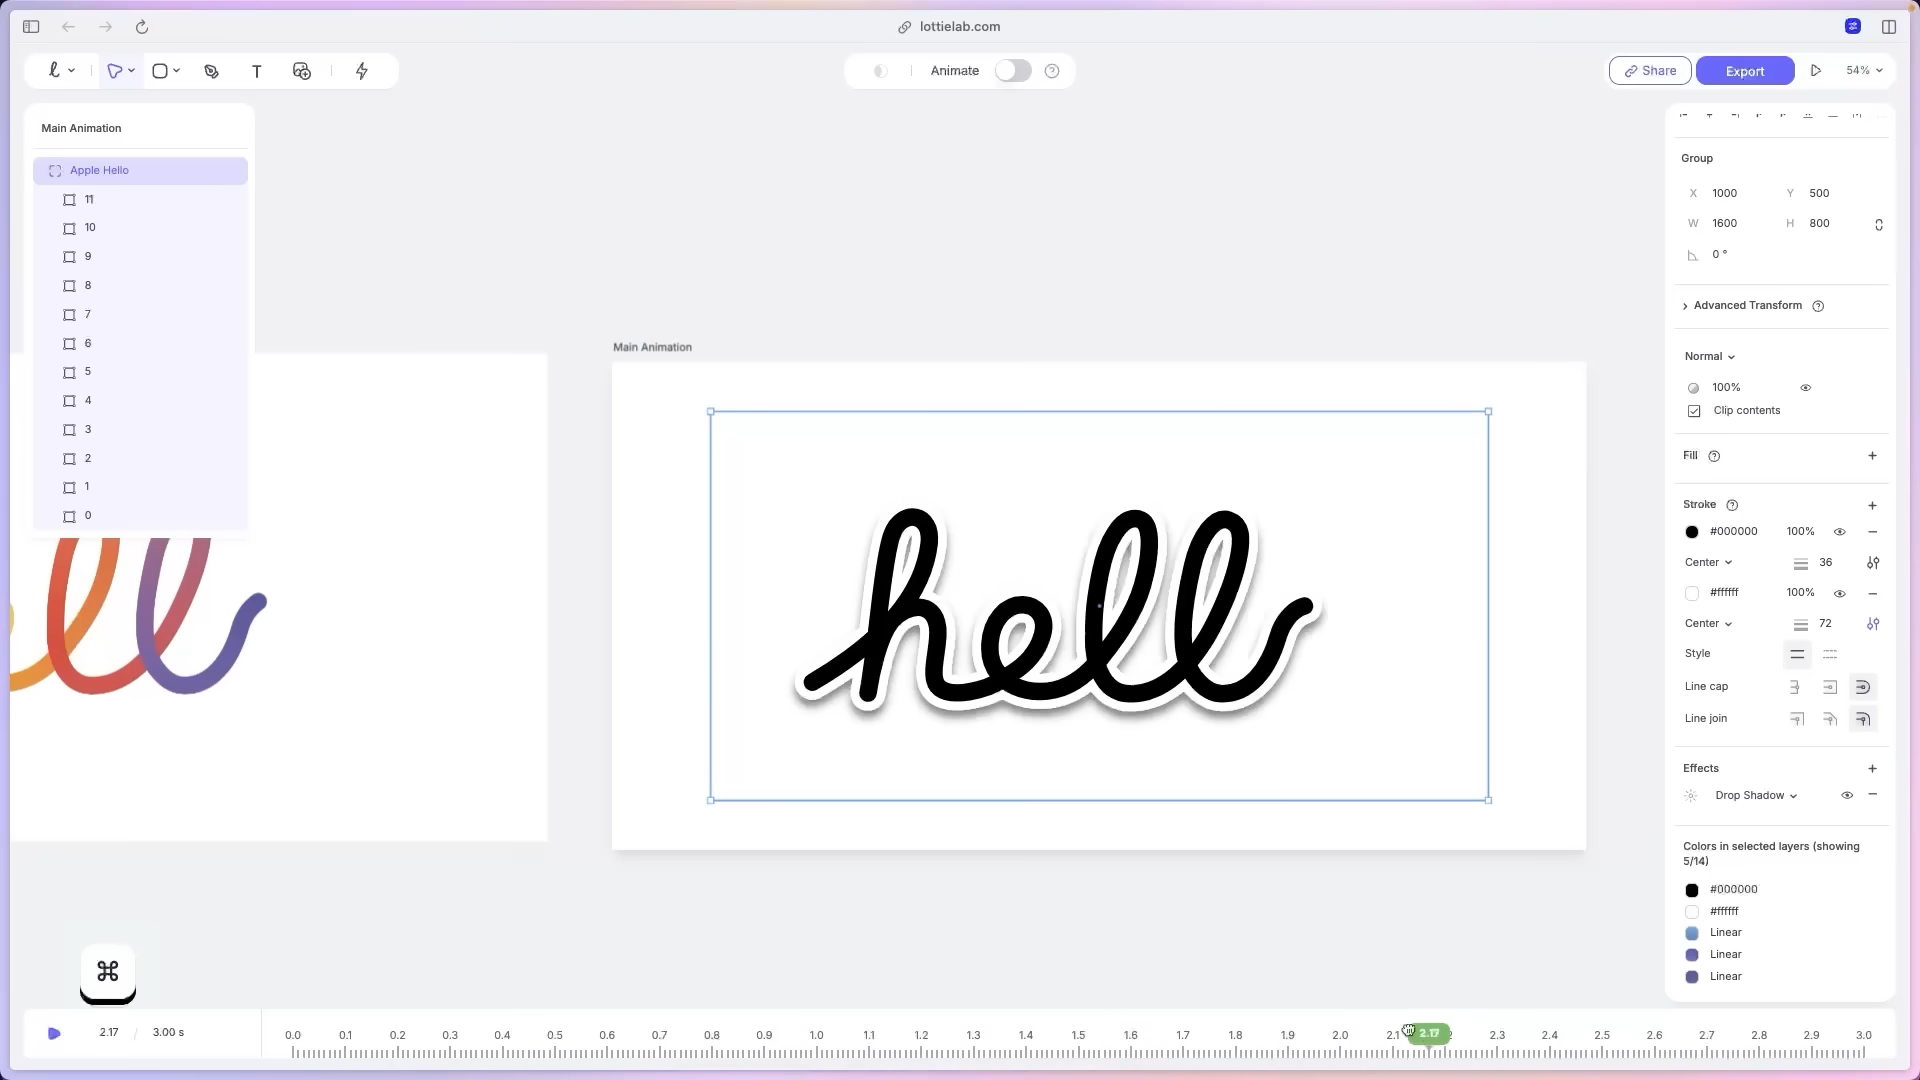 lottielab.com
T
Animate
Share
Export
54%
Main Animation
Apple Hello
11
10
9
8
7
6
5
4
3
2
1
0
Main Animation
hell
ell
Group
X 1000 Y 500
W 1600 H 800
0 °
Advanced Transform
Normal
100%
Clip contents
Fill
Stroke
#000000 100%
Center 36
#ffffff 100%
Center 72
Style
Line cap
Line join
Effects
Drop Shadow
Colors in selected layers (showing
5/14)
#000000
#ffffff
Linear
Linear
Linear
⌘
2.17 / 3.00 s
0.0 0.1 0.2 0.3 0.4 0.5 0.6 0.7 0.8 0.9 1.0 1.1 1.2 1.3 1.4 1.5 1.6 1.7 1.8 1.9 2.0 2.1 2.17 2.3 2.4 2.5 2.6 2.7 2.8 2.9 3.0